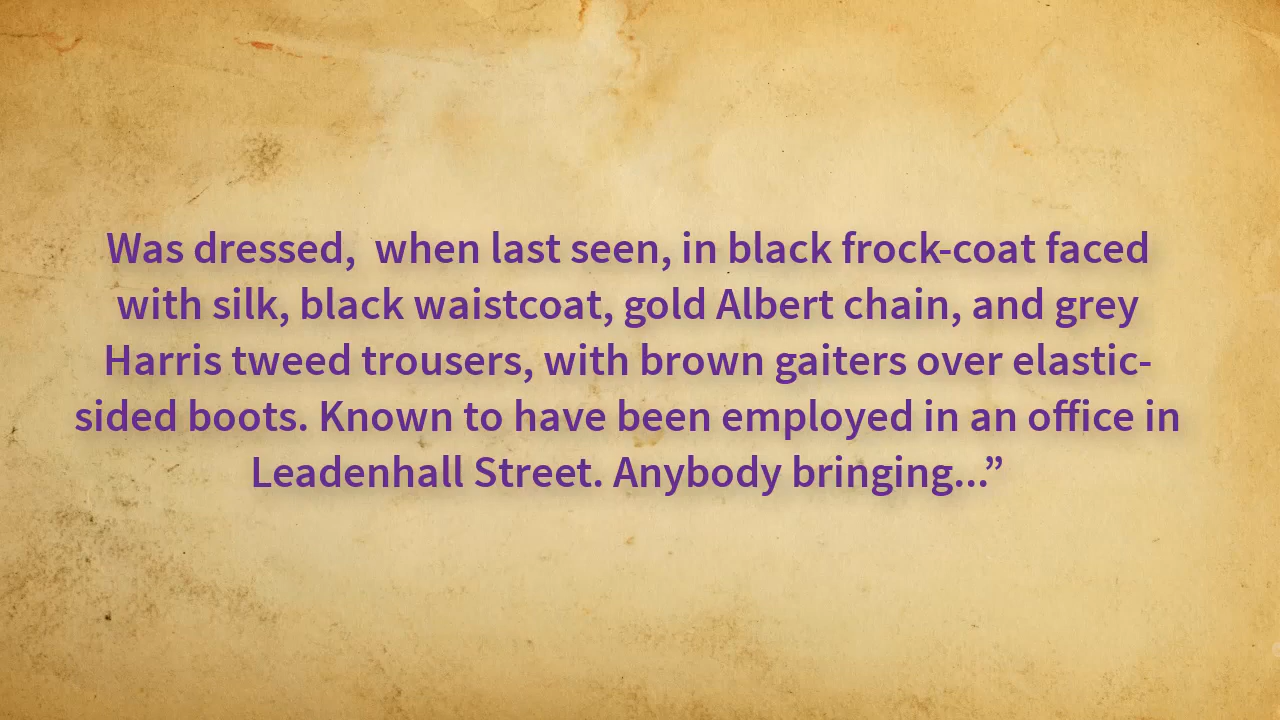 Was dressed,  when last seen, in black frock-coat faced
with silk, black waistcoat, gold Albert chain, and grey
Harris tweed trousers, with brown gaiters over elastic-
sided boots. Known to have been employed in an office in
Leadenhall Street. Anybody bringing...”